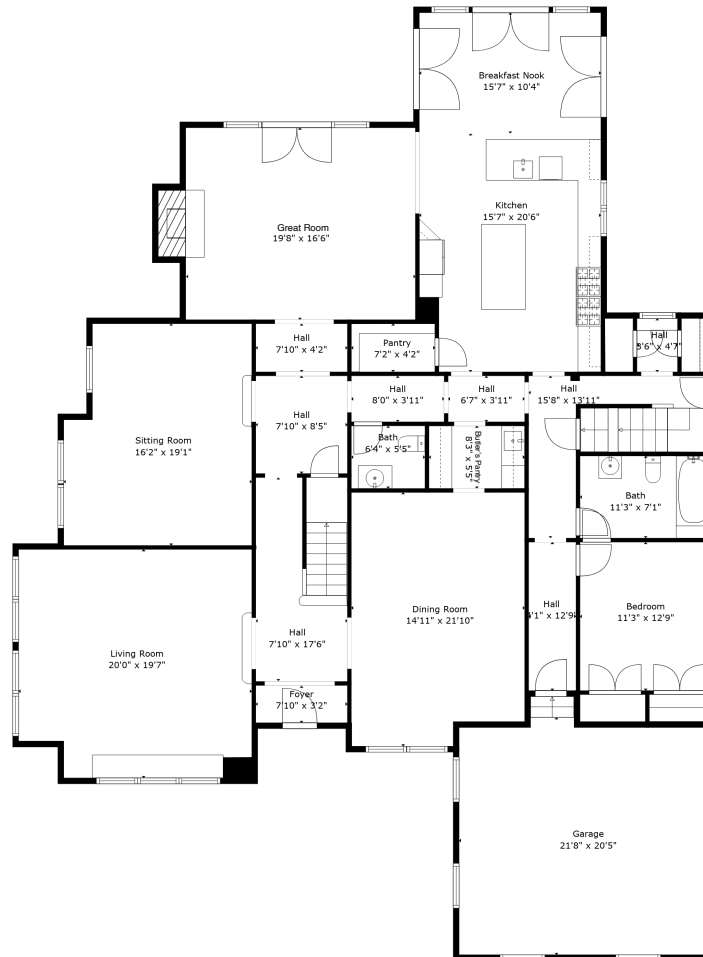 Breakfast Nook
15'7" x 10'4"
Kitchen
15'7" x 20'6"
Great Room
19'8" x 16'6"
Hall
7'10" x 4'2"
Pantry
7'2" x 4'2"
Hall
5'6" x 4'7"
Hall
8'0" x 3'11"
Hall
6'7" x 3'11"
Hall
15'8" x 13'11"
Hall
7'10" x 8'5"
Sitting Room
16'2" x 19'1"
Bath
6'4" x 5'5"
Butler's Pantry
8'3" x 5'5"
Bath
11'3" x 7'1"
Hall
1" x 12'9"
Bedroom
11'3" x 12'9"
Dining Room
14'11" x 21'10"
Hall
7'10" x 17'6"
Living Room
20'0" x 19'7"
Foyer
7'10" x 3'2"
Garage
21'8" x 20'5"